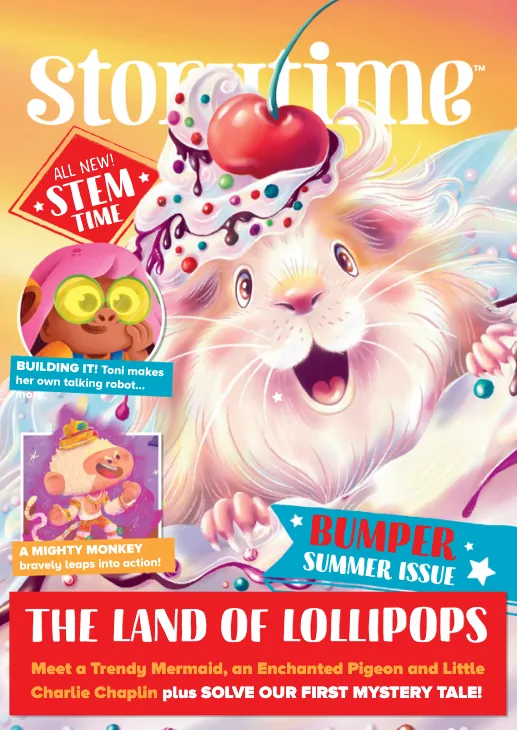 storytime™
ALL NEW!
STEM
TIME
BUILDING IT! Toni makes
her own talking robot...
more.
A MIGHTY MONKEY
bravely leaps into action!
BUMPER
SUMMER ISSUE
THE LAND OF LOLLIPOPS
Meet a Trendy Mermaid, an Enchanted Pigeon and Little
Charlie Chaplin plus SOLVE OUR FIRST MYSTERY TALE!